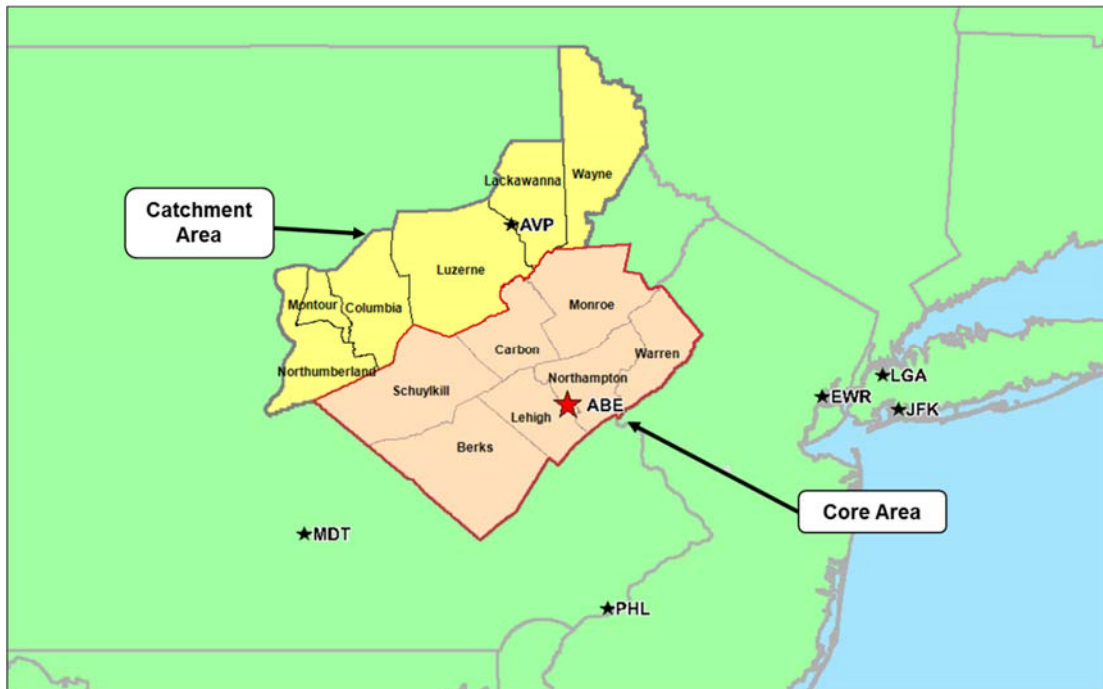 Wayne
Lackawanna
AVP
Catchment
Area
Luzerne
Montour
Columbia
Monroe
Carbon
Warren
Northumberland
Schuylkill
Northampton
LGA
EWR
JFK
ABE
Lehigh
Berks
Core Area
MDT
PHL